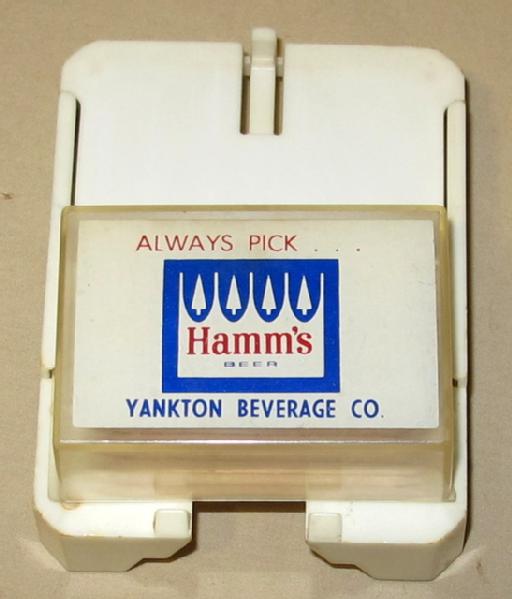 ALWAYS PICK . . .
Hamm's
BEER
YANKTON BEVERAGE CO.